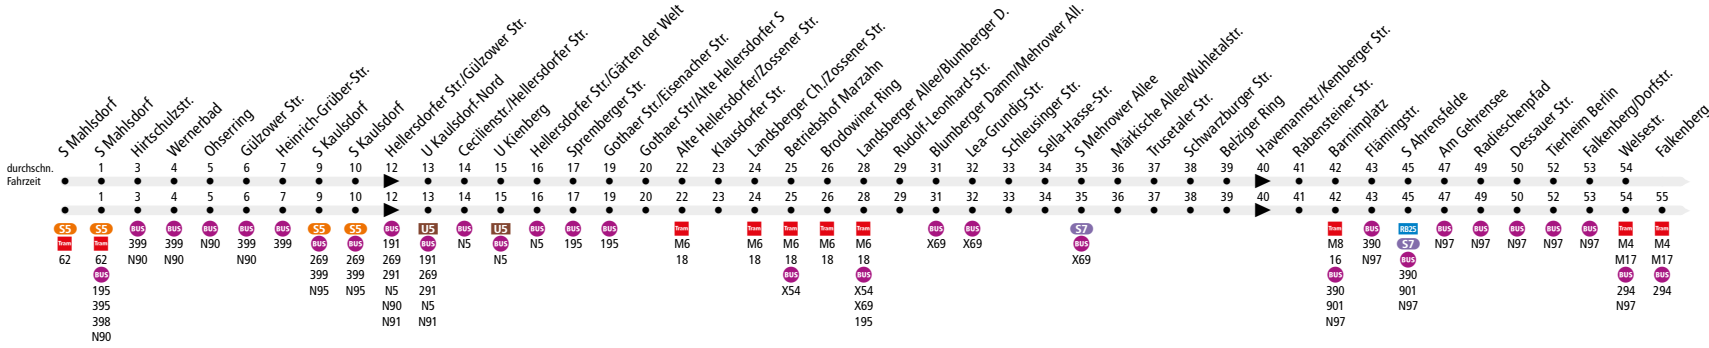 S Mahlsdorf
S Mahlsdorf
Hirtschulzstr.
Wernerbad
Ohserring
Gülzower Str.
Heinrich-Grüber-Str.
S Kaulsdorf
S Kaulsdorf
Hellersdorfer Str./Gülzower Str.
U Kaulsdorf-Nord
Cecilienstr./Hellersdorfer Str.
U Kienberg
Hellersdorfer Str./Gärten der Welt
Spremberger Str.
Gothaer Str./Eisenacher Str.
Gothaer Str/Alte Hellersdorfer S
Alte Hellersdorfer/Zossener Str.
Klausdorfer Str.
Landsberger Ch./Zossener Str.
Betriebshof Marzahn
Brodowiner Ring
Landsberger Allee/Blumberger D.
Rudolf-Leonhard-Str.
Blumberger Damm/Mehrower All.
Lea-Grundig-Str.
Schleusinger Str.
Sella-Hasse-Str.
S Mehrower Allee
Märkische Allee/Wuhletalstr.
Trusetaler Str.
Schwarzburger Str.
Belziger Ring
Havemannstr./Kemberger Str.
Rabensteiner Str.
Barnimplatz
Flämingstr.
S Ahrensfelde
Am Gehrensee
Radieschenpfad
Dessauer Str.
Tierheim Berlin
Falkenberg/Dorfstr.
Welsestr.
Falkenberg
durchschn. 1 3 4 5 6 7 9 10 12 13 14 15 16 17 19 20 22 23 24 25 26 28 29 31 32 33 34 35 36 37 38 39 40 41 42 43 45 47 49 50 52 53 54
Fahrzeit
1 3 4 5 6 7 9 10 12 13 14 15 16 17 19 20 22 23 24 25 26 28 29 31 32 33 34 35 36 37 38 39 40 41 42 43 45 47 49 50 52 53 54 55
S5 S5 BUS BUS BUS BUS BUS S5 S5 BUS U5 BUS U5 BUS BUS BUS Tram Tram Tram Tram Tram BUS BUS S7 Tram BUS RB25 BUS BUS BUS BUS BUS Tram Tram
Tram Tram 399 399 N90 399 399 BUS BUS 191 BUS N5 BUS N5 195 195 M6 M6 M6 M6 M6 X69 X69 BUS M8 390 S7 N97 N97 N97 N97 N97 M4 M4
62 62 N90 N90 N90 269 269 269 191 N5 18 18 18 18 18 X69 16 N97 BUS M17 M17
BUS 399 399 291 269 BUS BUS BUS 390 BUS BUS
195 N95 N95 N5 291 X54 X54 390 901 294 294
395 N90 N5 X69 901 N97 N97
398 N91 N91 195 N97
N90